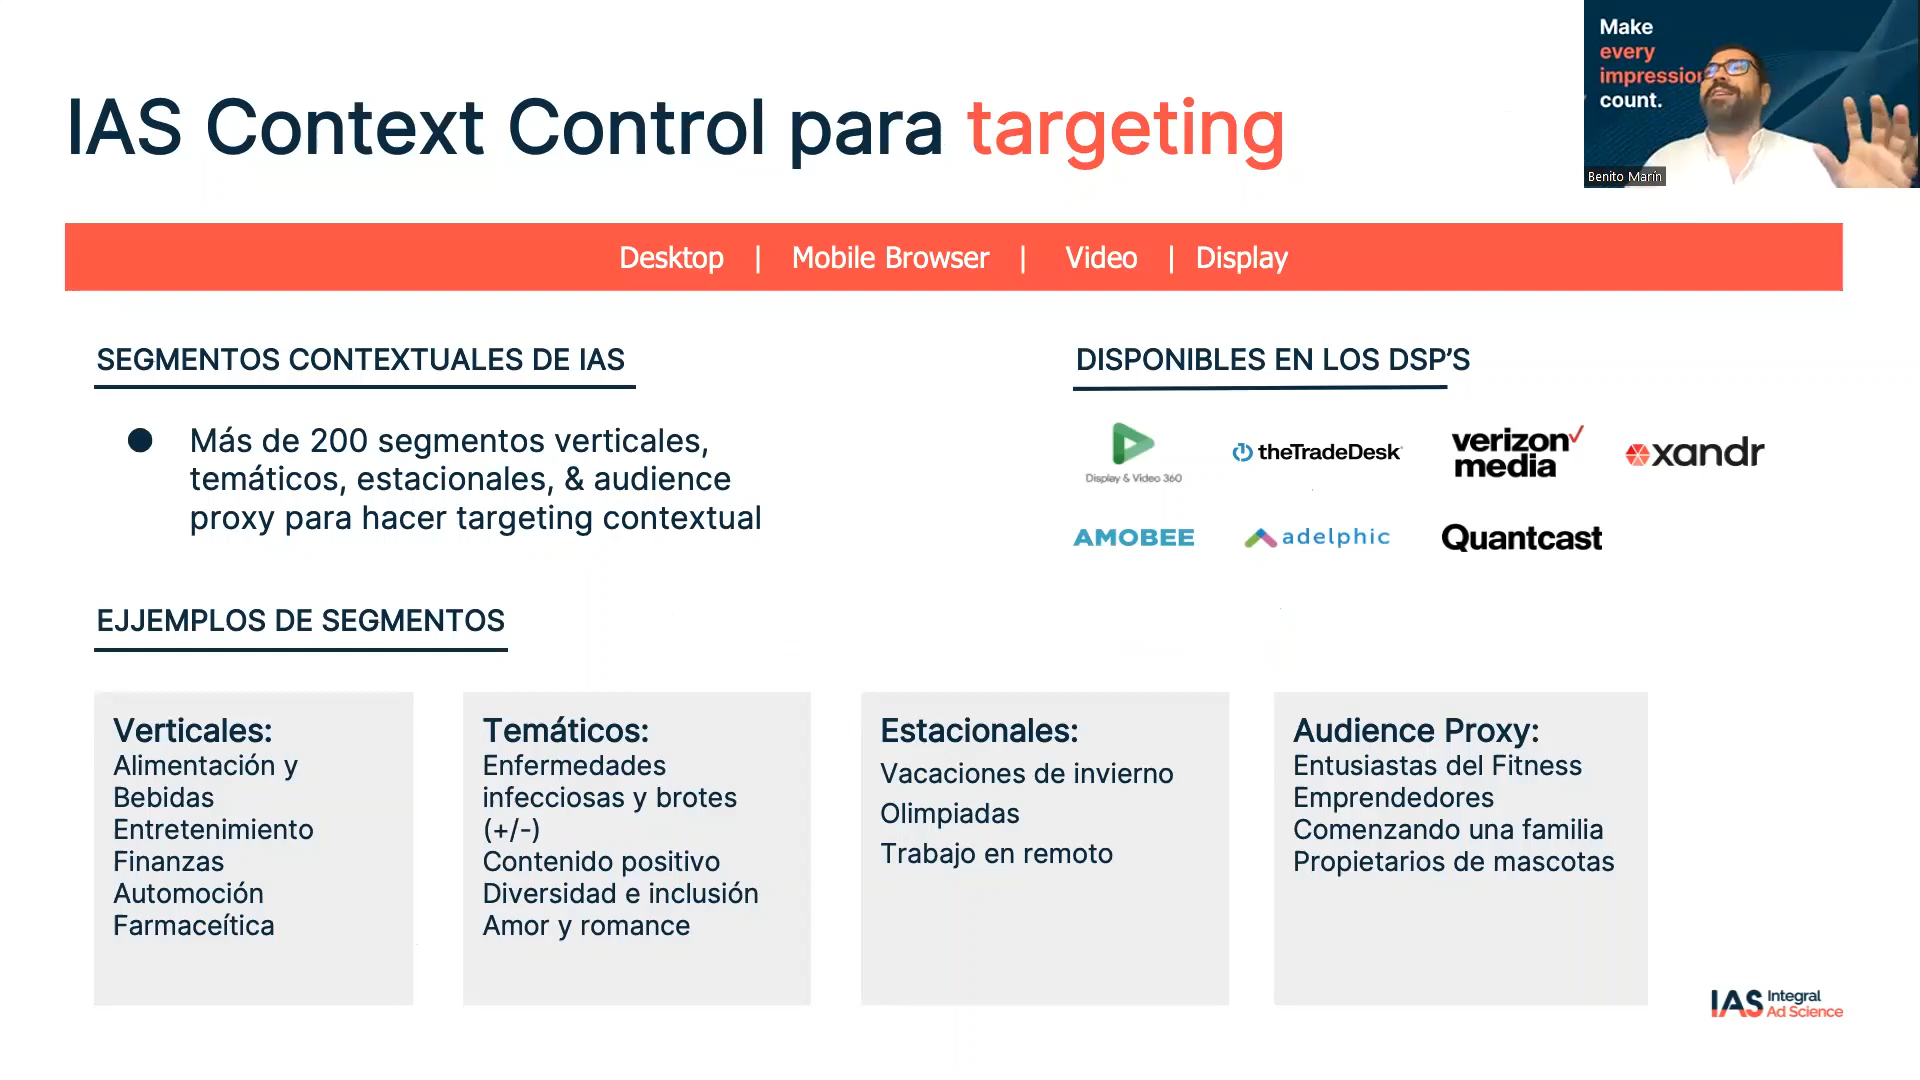 Make
every
impression
count.
Benito Marín
IAS Context Control para targeting
Desktop | Mobile Browser | Video | Display
SEGMENTOS CONTEXTUALES DE IAS
● Más de 200 segmentos verticales,
temáticos, estacionales, & audience
proxy para hacer targeting contextual
DISPONIBLES EN LOS DSP’S
Display & Video 360
theTradeDesk
verizon
media
xandr
AMOBEE
adelphic
Quantcast
EJJEMPLOS DE SEGMENTOS
Verticales:
Alimentación y
Bebidas
Entretenimiento
Finanzas
Automoción
Farmaceítica
Temáticos:
Enfermedades
infecciosas y brotes
(+/-)
Contenido positivo
Diversidad e inclusión
Amor y romance
Estacionales:
Vacaciones de invierno
Olimpiadas
Trabajo en remoto
Audience Proxy:
Entusiastas del Fitness
Emprendedores
Comenzando una familia
Propietarios de mascotas
IAS Integral
Ad Science